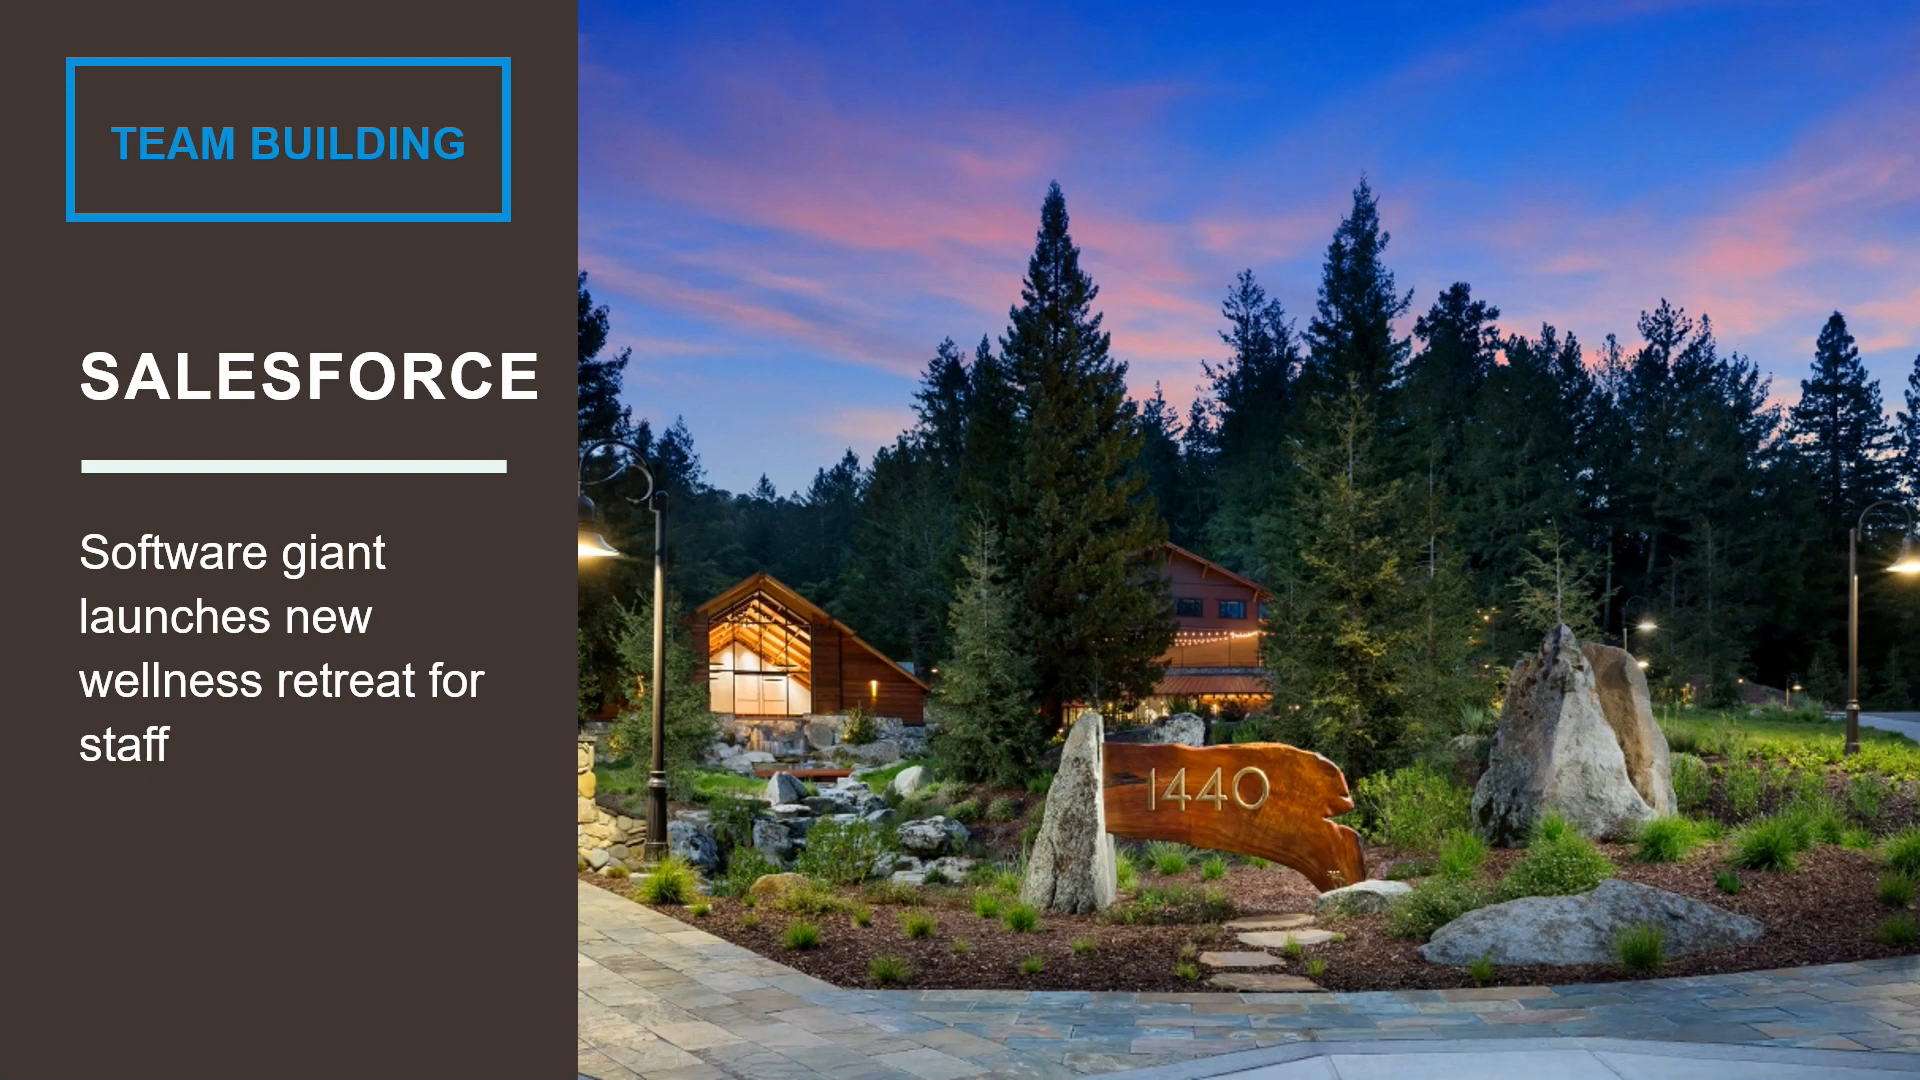 TEAM BUILDING
SALESFORCE
Software giant
launches new
wellness retreat for
staff
1440